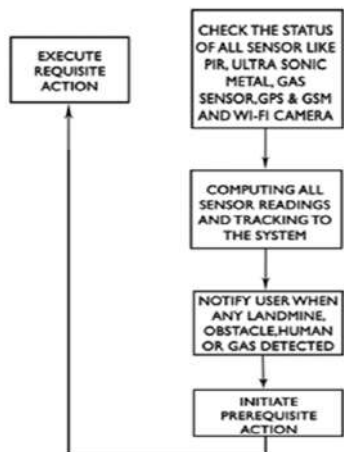 EXECUTE
REQUISITE
ACTION
CHECK THE STATUS
OF ALL SENSOR LIKE
PIR, ULTRA SONIC
METAL, GAS
SENSOR,GPS & GSM
AND WI-FI CAMERA
COMPUTING ALL
SENSOR READINGS
AND TRACKING TO
THE SYSTEM
NOTIFY USER WHEN
ANY LANDMINE,
OBSTACLE,HUMAN
OR GAS DETECTED
INITIATE
PREREQUISITE
ACTION